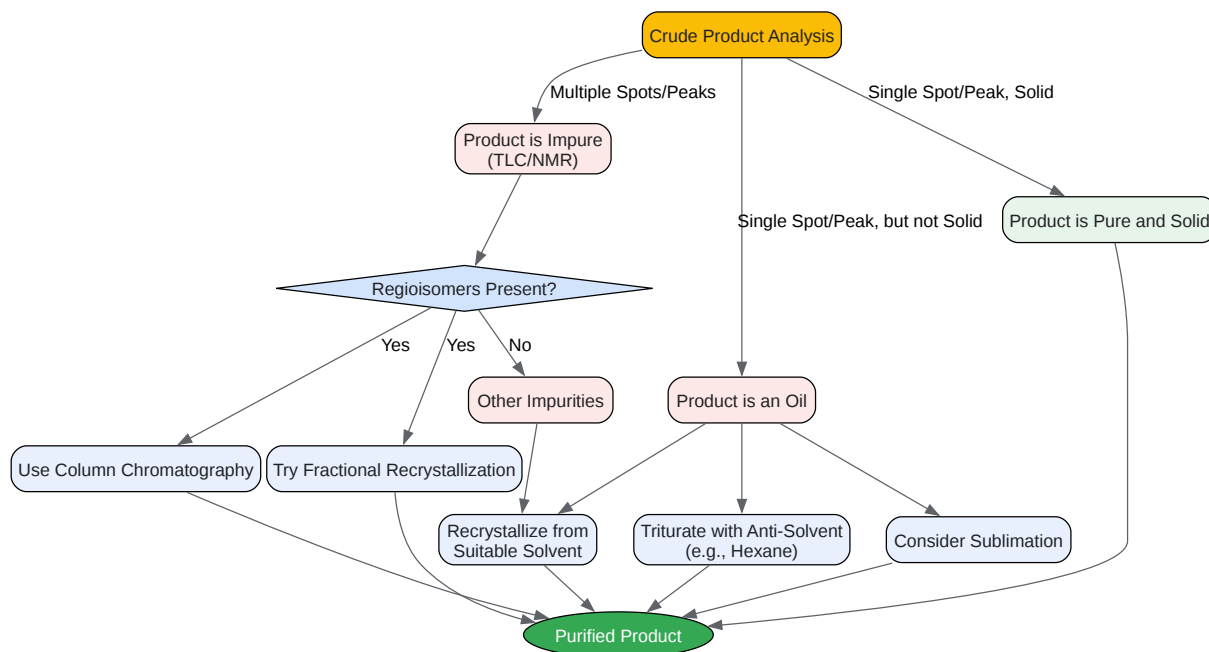 Crude Product Analysis
Multiple Spots/Peaks
Single Spot/Peak, Solid
Product is Impure
(TLC/NMR)
Single Spot/Peak, but not Solid
Product is Pure and Solid
Regioisomers Present?
Yes
Yes
No
Other Impurities
Product is an Oil
Use Column Chromatography
Try Fractional Recrystallization
Recrystallize from
Suitable Solvent
Triturate with Anti-Solvent
(e.g., Hexane)
Consider Sublimation
Purified Product